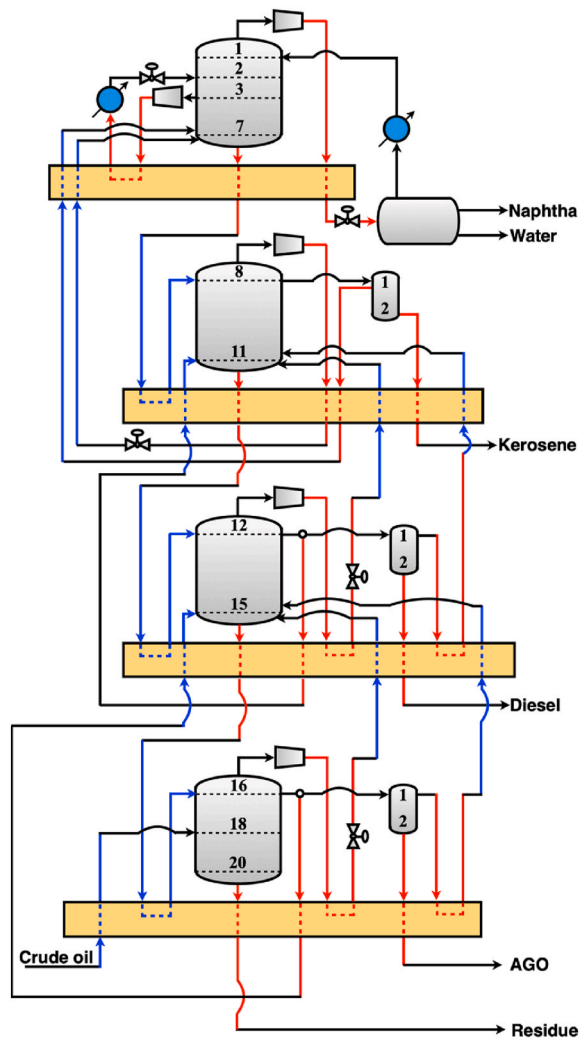 1
2
3
7
Naphtha
Water
8
1
2
11
Kerosene
12
1
2
15
Diesel
16
1
2
18
20
Crude oil
AGO
Residue